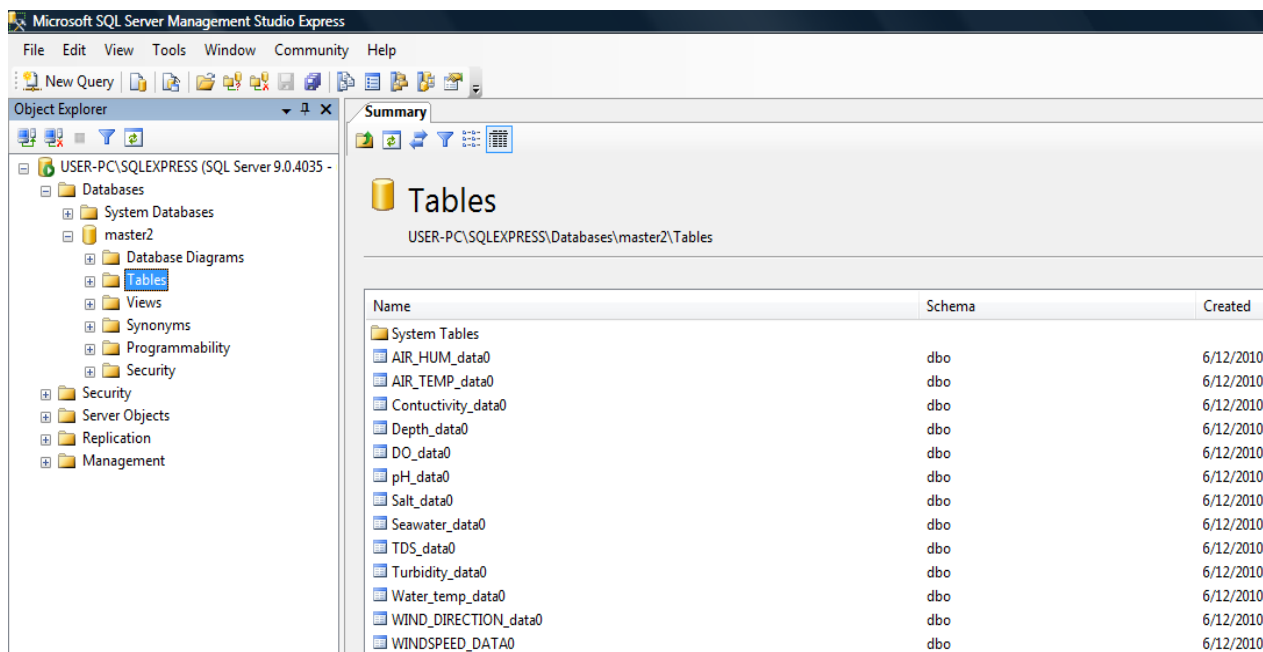 Microsoft SQL Server Management Studio Express
File Edit View Tools Window Community Help
New Query
Object Explorer
USER-PC\SQLEXPRESS (SQL Server 9.0.4035 -
Databases
System Databases
master2
Database Diagrams
Tables
Views
Synonyms
Programmability
Security
Security
Server Objects
Replication
Management
Summary
Tables
USER-PC\SQLEXPRESS\Databases\master2\Tables
Name Schema Created
System Tables
AIR_HUM_data0 dbo 6/12/2010
AIR_TEMP_data0 dbo 6/12/2010
Contuctivity_data0 dbo 6/12/2010
Depth_data0 dbo 6/12/2010
DO_data0 dbo 6/12/2010
pH_data0 dbo 6/12/2010
Salt_data0 dbo 6/12/2010
Seawater_data0 dbo 6/12/2010
TDS_data0 dbo 6/12/2010
Turbidity_data0 dbo 6/12/2010
Water_temp_data0 dbo 6/12/2010
WIND_DIRECTION_data0 dbo 6/12/2010
WINDSPEED_DATA0 dbo 6/12/2010